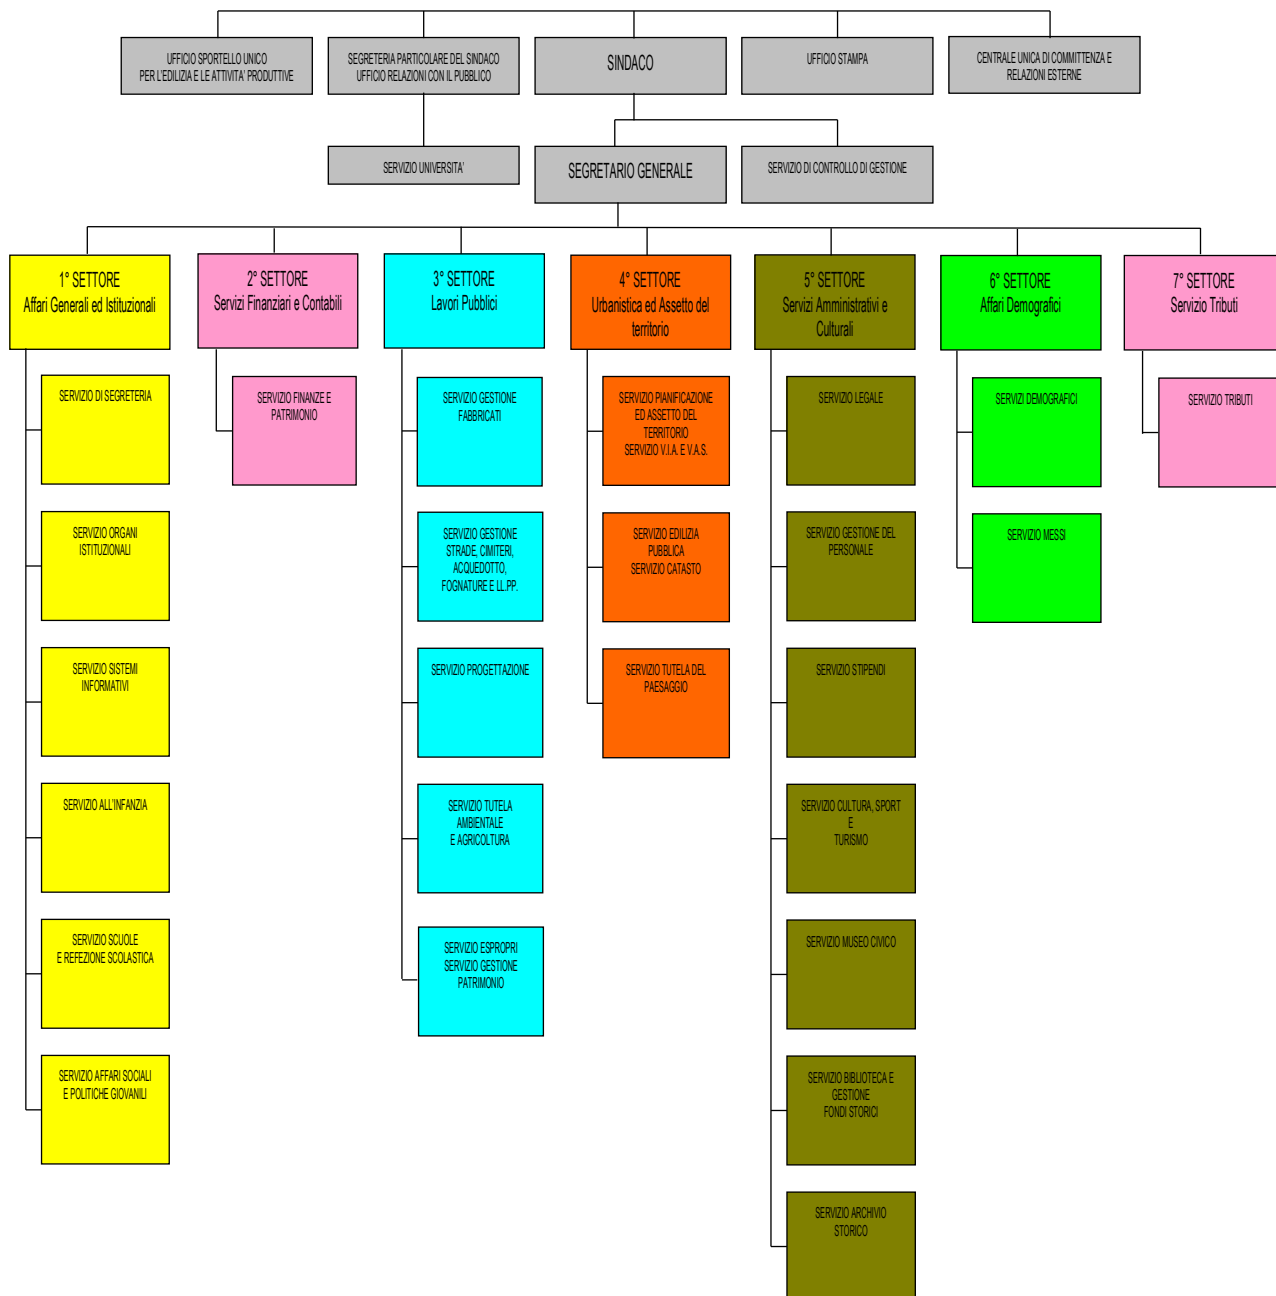 UFFICIO SPORTELLO UNICO
PER L'EDILIZIA E LE ATTIVITA' PRODUTTIVE
SEGRETERIA PARTICOLARE DEL SINDACO
UFFICIO RELAZIONI CON IL PUBBLICO
SINDACO
UFFICIO STAMPA
CENTRALE UNICA DI COMMITTENZA E
RELAZIONI ESTERNE
SERVIZIO UNIVERSITA'
SEGRETARIO GENERALE
SERVIZIO DI CONTROLLO DI GESTIONE
1° SETTORE
Affari Generali ed Istituzionali
2° SETTORE
Servizi Finanziari e Contabili
3° SETTORE
Lavori Pubblici
4° SETTORE
Urbanistica ed Assetto del
territorio
5° SETTORE
Servizi Amministrativi e
Culturali
6° SETTORE
Affari Demografici
7° SETTORE
Servizio Tributi
SERVIZIO DI SEGRETERIA
SERVIZIO FINANZE E
PATRIMONIO
SERVIZIO GESTIONE
FABBRICATI
SERVIZIO PIANIFICAZIONE
ED ASSETTO DEL
TERRITORIO
SERVIZIO V.I.A. E V.A.S.
SERVIZIO LEGALE
SERVIZI DEMOGRAFICI
SERVIZIO TRIBUTI
SERVIZIO ORGANI
ISTITUZIONALI
SERVIZIO GESTIONE
STRADE, CIMITERI,
ACQUEDOTTO,
FOGNATURE E LL.PP.
SERVIZIO EDILIZIA
PUBBLICA
SERVIZIO CATASTO
SERVIZIO GESTIONE DEL
PERSONALE
SERVIZIO MESSI
SERVIZIO SISTEMI
INFORMATIVI
SERVIZIO PROGETTAZIONE
SERVIZIO TUTELA DEL
PAESAGGIO
SERVIZIO STIPENDI
SERVIZIO ALL'INFANZIA
SERVIZIO TUTELA
AMBIENTALE
E AGRICOLTURA
SERVIZIO CULTURA, SPORT
E
TURISMO
SERVIZIO SCUOLE
E REFEZIONE SCOLASTICA
SERVIZIO ESPROPRI
SERVIZIO GESTIONE
PATRIMONIO
SERVIZIO MUSEO CIVICO
SERVIZIO AFFARI SOCIALI
E POLITICHE GIOVANILI
SERVIZIO BIBLIOTECA E
GESTIONE
FONDI STORICI
SERVIZIO ARCHIVIO
STORICO